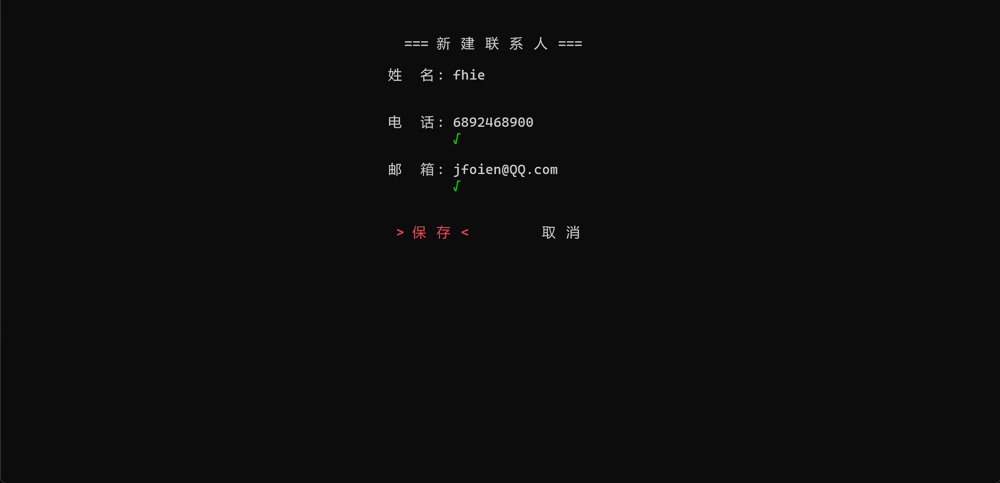 === 新 建 联 系 人 ===
姓  名: fhie
电  话: 6892468900
√
邮  箱: jfoien@QQ.com
√
> 保 存 <        取 消